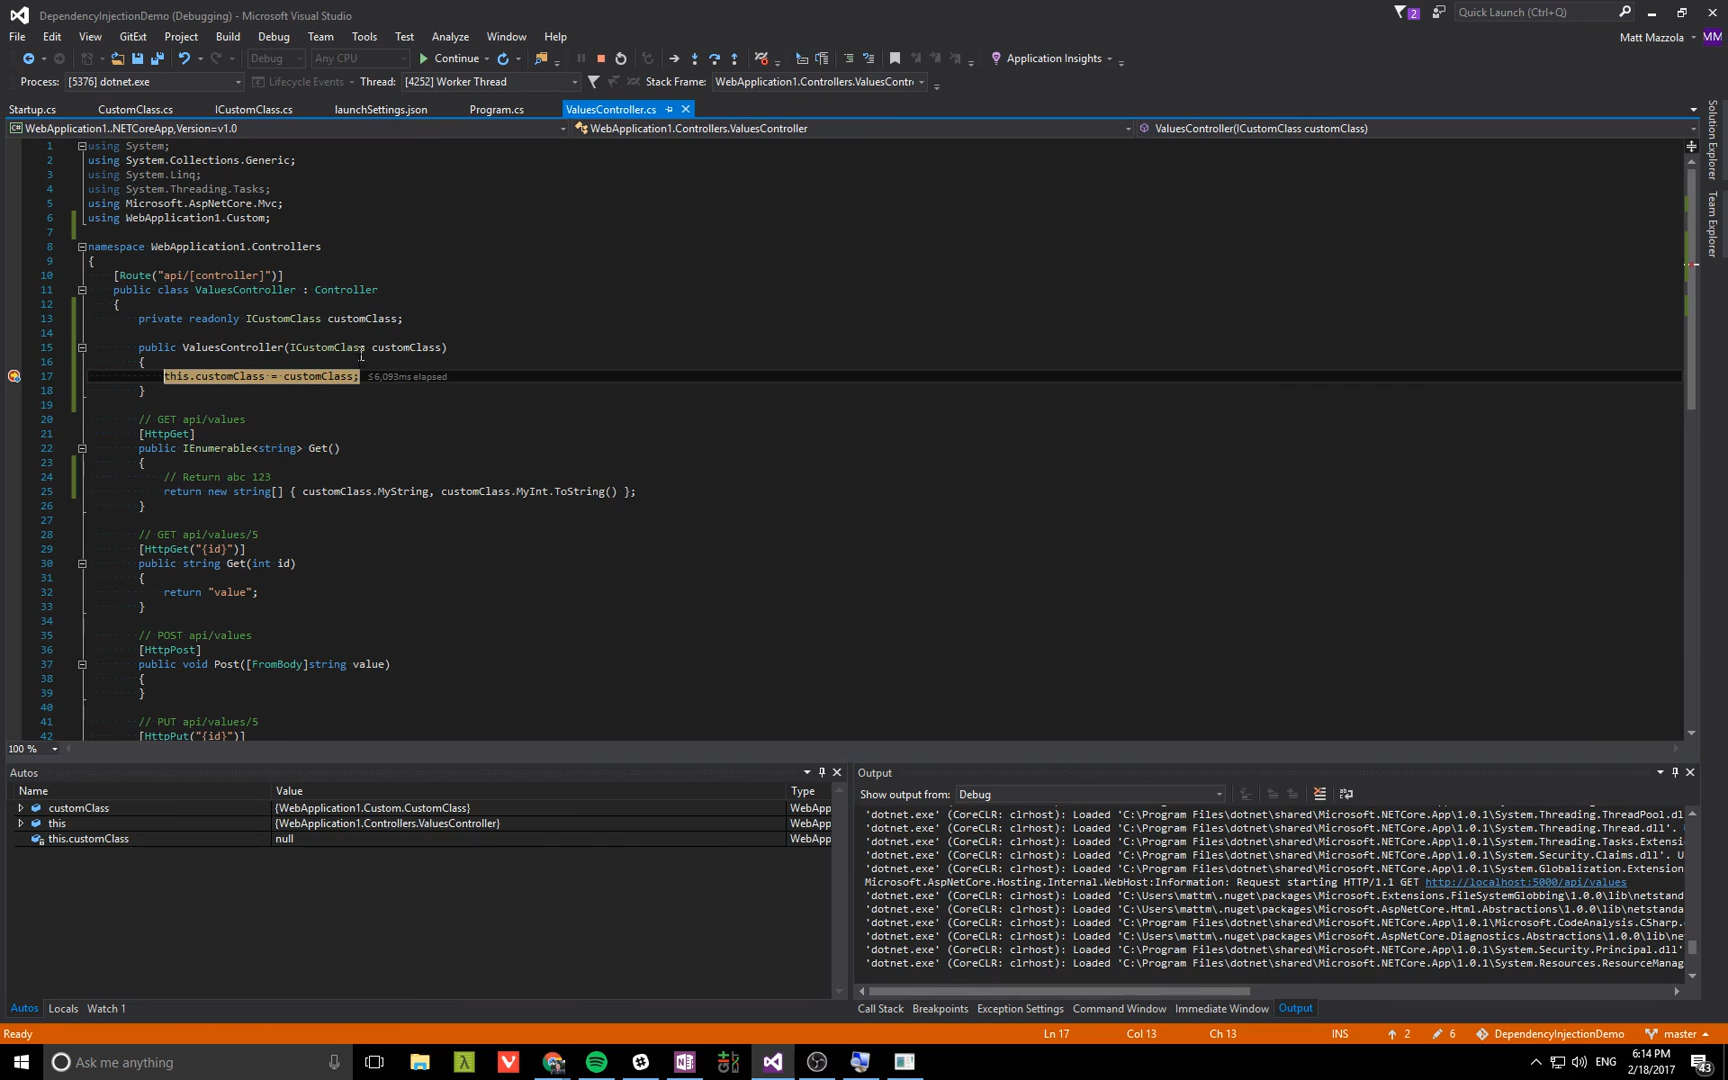 DependencyInjectionDemo (Debugging) - Microsoft Visual Studio
2
Quick Launch (Ctrl+Q)
File Edit View GitExt Project Build Debug Team Tools Test Analyze Window Help
Matt Mazzola MM
Debug Any CPU Continue Application Insights
Process: [5376] dotnet.exe Lifecycle Events Thread: [4252] Worker Thread Stack Frame: WebApplication1.Controllers.ValuesContr
Startup.cs CustomClass.cs ICustomClass.cs launchSettings.json Program.cs ValuesController.cs
WebApplication1..NETCoreApp,Version=v1.0 WebApplication1.Controllers.ValuesController ValuesController(ICustomClass customClass)
Solution Explorer
Team Explorer
1 using System;
2 using System.Collections.Generic;
3 using System.Linq;
4 using System.Threading.Tasks;
5 using Microsoft.AspNetCore.Mvc;
6 using WebApplication1.Custom;
7
8 namespace WebApplication1.Controllers
9 {
10 [Route("api/[controller]")]
11 public class ValuesController : Controller
12 {
13 private readonly ICustomClass customClass;
14
15 public ValuesController(ICustomClass customClass)
16 {
17 this.customClass = customClass; ≤6,093ms elapsed
18 }
19
20 // GET api/values
21 [HttpGet]
22 public IEnumerable<string> Get()
23 {
24 // Return abc 123
25 return new string[] { customClass.MyString, customClass.MyInt.ToString() };
26 }
27
28 // GET api/values/5
29 [HttpGet("{id}")]
30 public string Get(int id)
31 {
32 return "value";
33 }
34
35 // POST api/values
36 [HttpPost]
37 public void Post([FromBody]string value)
38 {
39 }
40
41 // PUT api/values/5
42 [HttpPut("{id}")]
100 %
Autos
Name Value Type
customClass {WebApplication1.Custom.CustomClass} WebApp
this {WebApplication1.Controllers.ValuesController} WebApp
this.customClass null WebApp
Autos Locals Watch 1
Output
Show output from: Debug
'dotnet.exe' (CoreCLR: clrhost): Loaded 'C:\Program Files\dotnet\shared\Microsoft.NETCore.App\1.0.1\System.Threading.ThreadPool.dl
'dotnet.exe' (CoreCLR: clrhost): Loaded 'C:\Program Files\dotnet\shared\Microsoft.NETCore.App\1.0.1\System.Threading.Thread.dll'.
'dotnet.exe' (CoreCLR: clrhost): Loaded 'C:\Program Files\dotnet\shared\Microsoft.NETCore.App\1.0.1\System.Threading.Tasks.Extensi
'dotnet.exe' (CoreCLR: clrhost): Loaded 'C:\Program Files\dotnet\shared\Microsoft.NETCore.App\1.0.1\System.Security.Claims.dll'. U
'dotnet.exe' (CoreCLR: clrhost): Loaded 'C:\Program Files\dotnet\shared\Microsoft.NETCore.App\1.0.1\System.Globalization.Extension
Microsoft.AspNetCore.Hosting.Internal.WebHost:Information: Request starting HTTP/1.1 GET http://localhost:5000/api/values
'dotnet.exe' (CoreCLR: clrhost): Loaded 'C:\Users\mattm\.nuget\packages\Microsoft.Extensions.FileSystemGlobbing\1.0.0\lib\netstand
'dotnet.exe' (CoreCLR: clrhost): Loaded 'C:\Users\mattm\.nuget\packages\Microsoft.AspNetCore.Html.Abstractions\1.0.0\lib\netstanda
'dotnet.exe' (CoreCLR: clrhost): Loaded 'C:\Program Files\dotnet\shared\Microsoft.NETCore.App\1.0.1\Microsoft.CodeAnalysis.CSharp.
'dotnet.exe' (CoreCLR: clrhost): Loaded 'C:\Users\mattm\.nuget\packages\Microsoft.AspNetCore.Diagnostics.Abstractions\1.0.0\lib\ne
'dotnet.exe' (CoreCLR: clrhost): Loaded 'C:\Program Files\dotnet\shared\Microsoft.NETCore.App\1.0.1\System.Security.Principal.dll'
'dotnet.exe' (CoreCLR: clrhost): Loaded 'C:\Program Files\dotnet\shared\Microsoft.NETCore.App\1.0.1\System.Resources.ResourceManag
Call Stack Breakpoints Exception Settings Command Window Immediate Window Output
Ready Ln 17 Col 13 Ch 13 INS 2 6 DependencyInjectionDemo master
Ask me anything
ENG 6:14 PM
2/18/2017
43